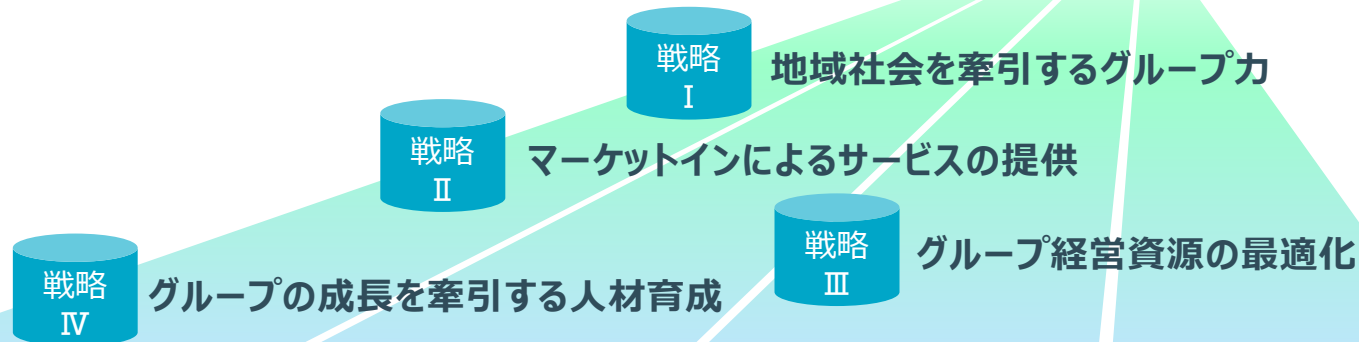 戦略
Ⅰ
地域社会を牽引するグループ力
戦略
Ⅱ
マーケットインによるサービスの提供
戦略
Ⅲ
グループ経営資源の最適化
戦略
Ⅳ
グループの成長を牽引する人材育成